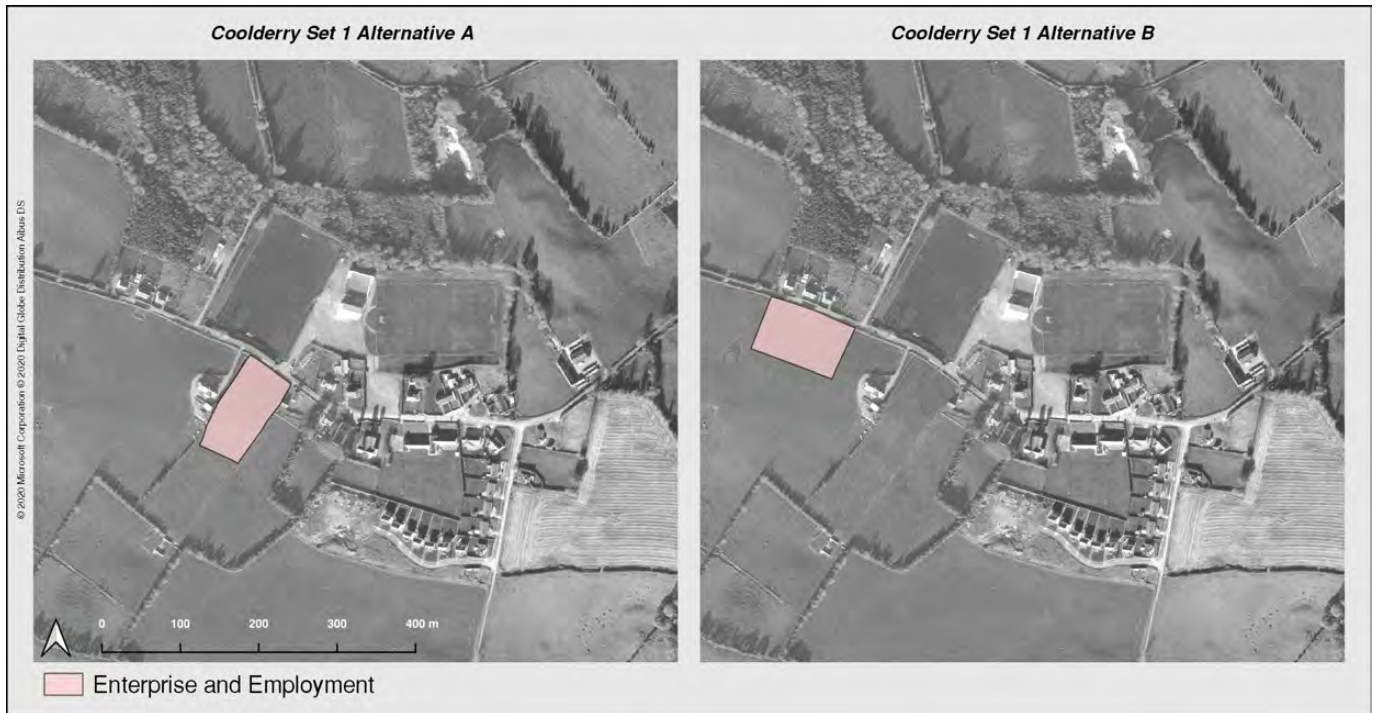 Coolderry Set 1 Alternative A
Coolderry Set 1 Alternative B
© 2020 Microsoft Corporation © 2020 Digital Globe Distribution Aibus DS
0 100 200 300 400 m
Enterprise and Employment